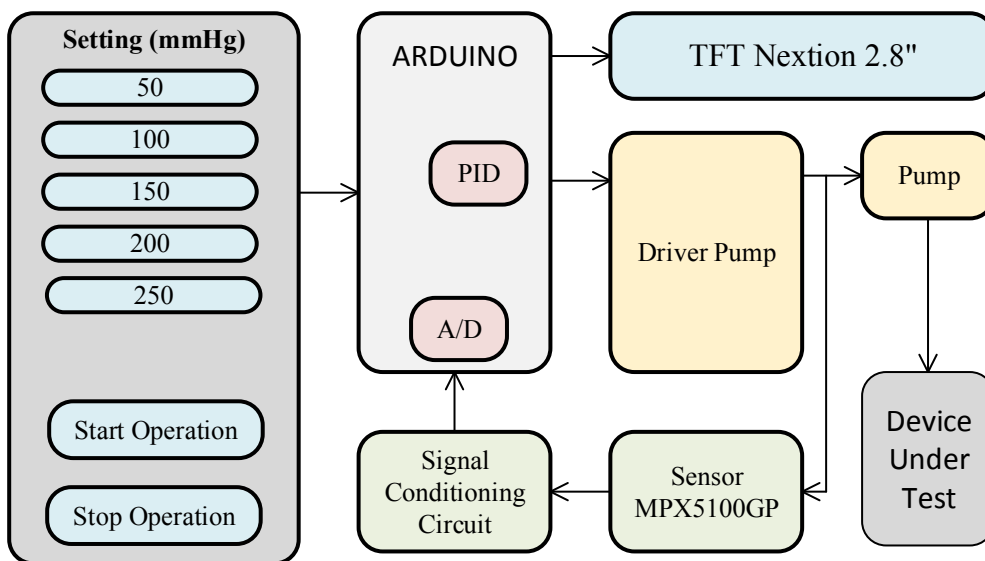 Setting (mmHg)
50
100
150
200
250
Start Operation
Stop Operation
ARDUINO
PID
A/D
TFT Nextion 2.8"
Driver Pump
Pump
Signal
Conditioning
Circuit
Sensor
MPX5100GP
Device
Under
Test